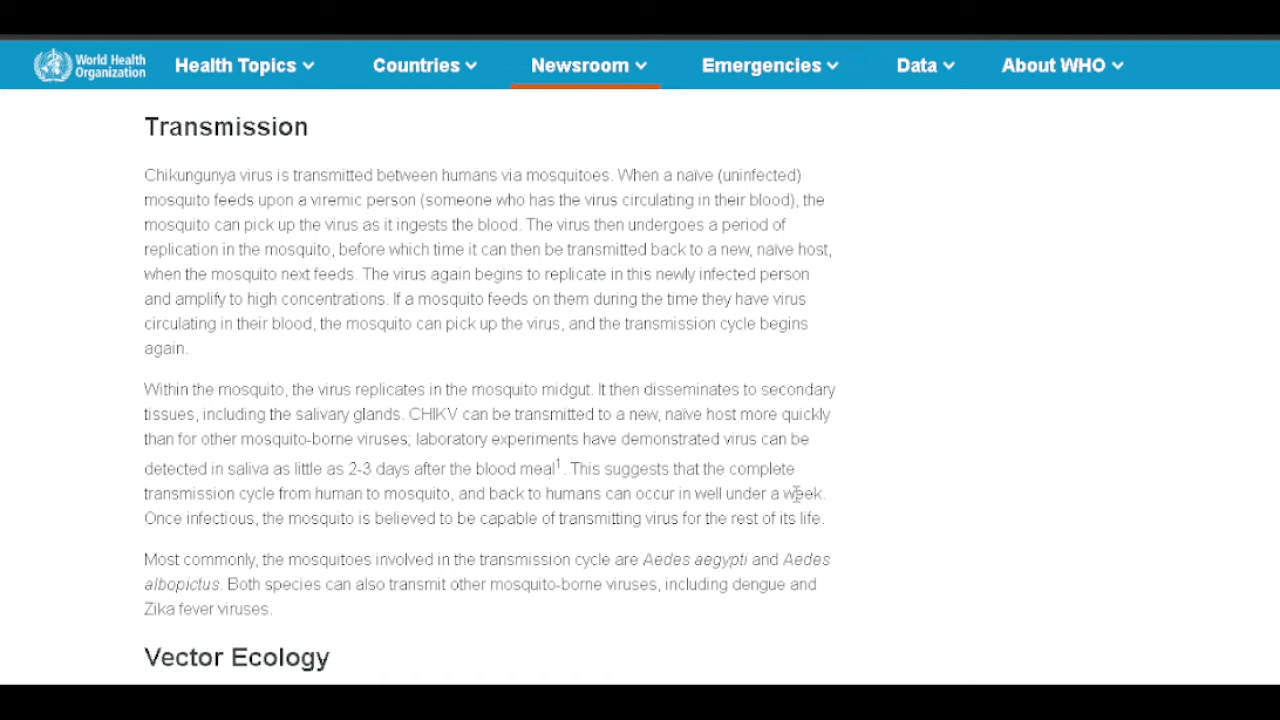 World Health
Organization
Health Topics
Countries
Newsroom
Emergencies
Data
About WHO
Transmission
Chikungunya virus is transmitted between humans via mosquitoes. When a naïve (uninfected)
mosquito feeds upon a viremic person (someone who has the virus circulating in their blood), the
mosquito can pick up the virus as it ingests the blood. The virus then undergoes a period of
replication in the mosquito, before which time it can then be transmitted back to a new, naïve host,
when the mosquito next feeds. The virus again begins to replicate in this newly infected person
and amplify to high concentrations. If a mosquito feeds on them during the time they have virus
circulating in their blood, the mosquito can pick up the virus, and the transmission cycle begins
again.
Within the mosquito, the virus replicates in the mosquito midgut. It then disseminates to secondary
tissues, including the salivary glands. CHIKV can be transmitted to a new, naïve host more quickly
than for other mosquito-borne viruses; laboratory experiments have demonstrated virus can be
detected in saliva as little as 2-3 days after the blood meal¹. This suggests that the complete
transmission cycle from human to mosquito, and back to humans can occur in well under a week.
Once infectious, the mosquito is believed to be capable of transmitting virus for the rest of its life.
Most commonly, the mosquitoes involved in the transmission cycle are Aedes aegypti and Aedes
albopictus. Both species can also transmit other mosquito-borne viruses, including dengue and
Zika fever viruses.
Vector Ecology